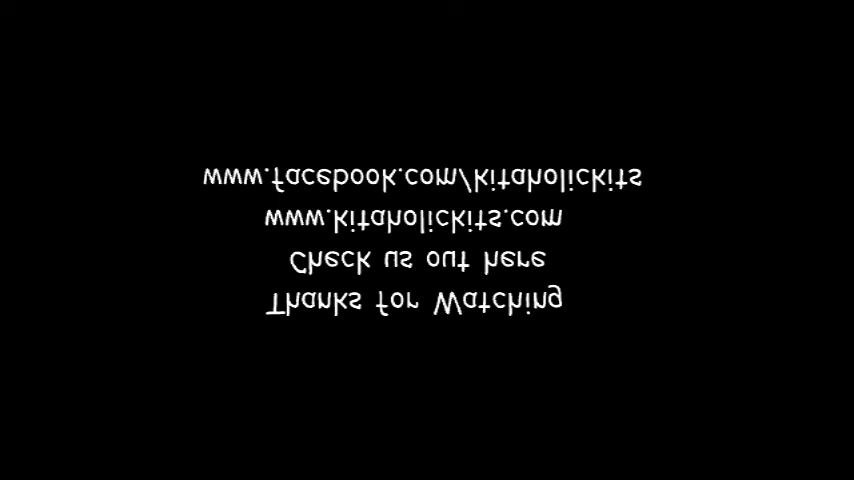 Thanks for Watching
Check us out here
www.kitaholickits.com
www.facebook.com/kitaholickits